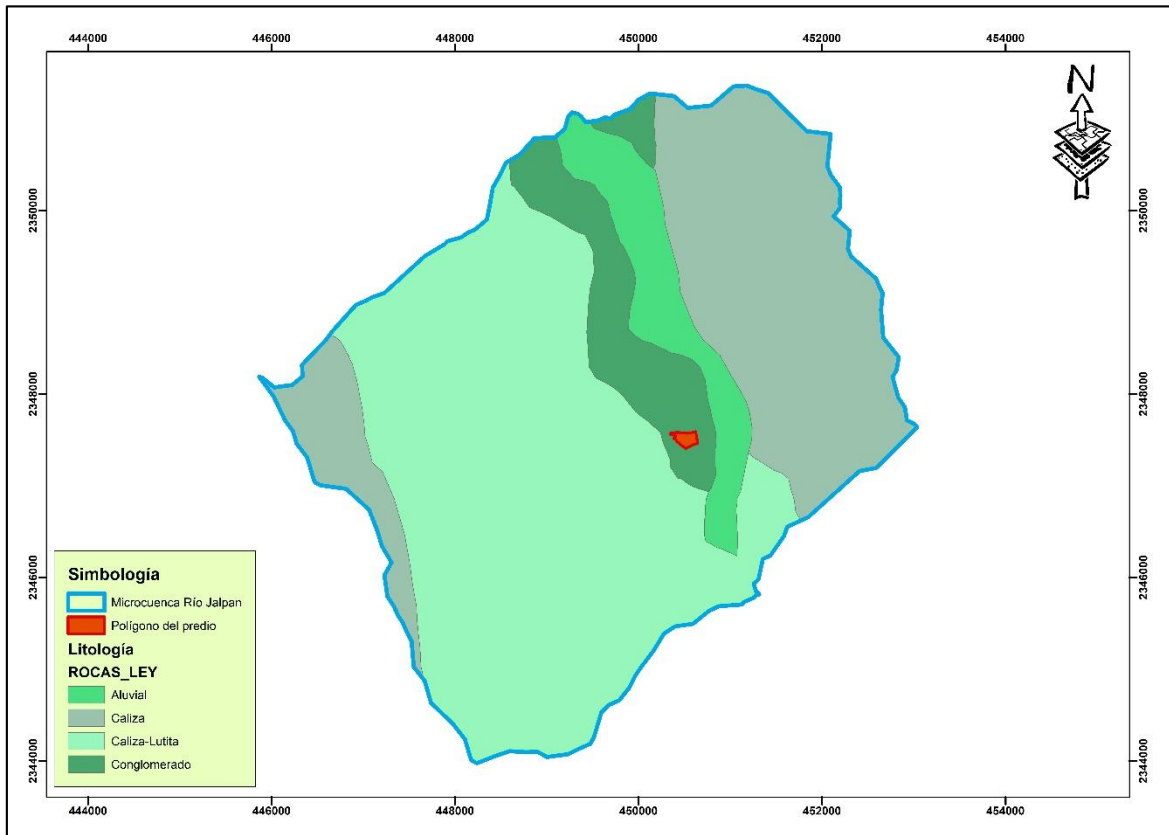 444000 446000 448000 450000 452000 454000
N
2350000 2350000
2348000 2348000
2346000 2346000
2344000 2344000
Simbología
Microcuenca Río Jalpan
Polígono del predio
Litología
ROCAS_LEY
Aluvial
Caliza
Caliza-Lutita
Conglomerado
444000 446000 448000 450000 452000 454000